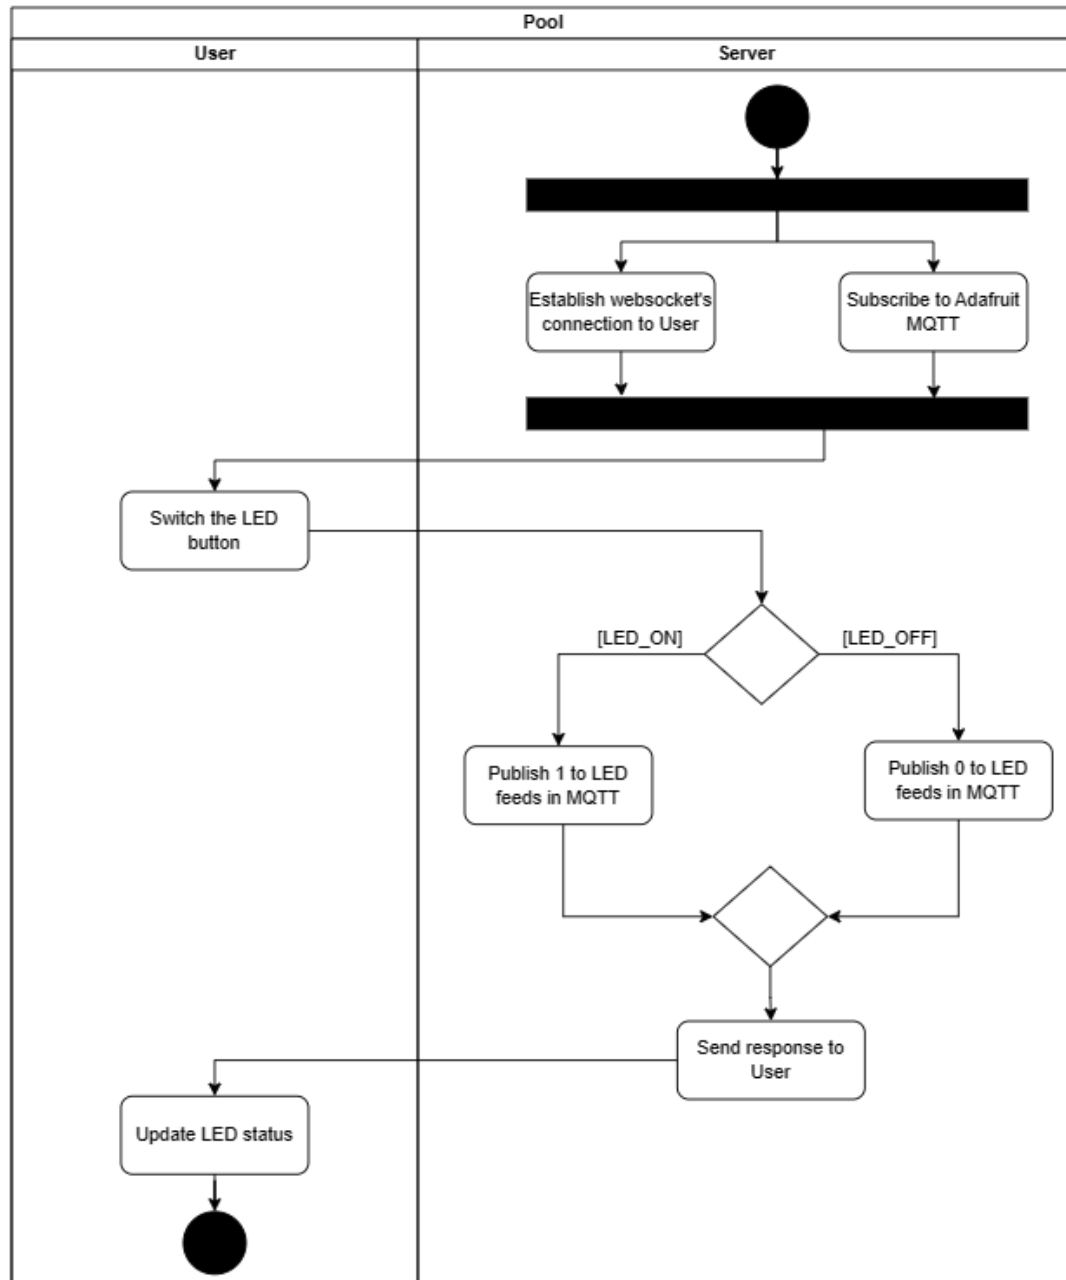 Pool
User
Server
Establish websocket's
connection to User
Subscribe to Adafruit
MQTT
Switch the LED
button
[LED_ON]
[LED_OFF]
Publish 1 to LED
feeds in MQTT
Publish 0 to LED
feeds in MQTT
Send response to
User
Update LED status